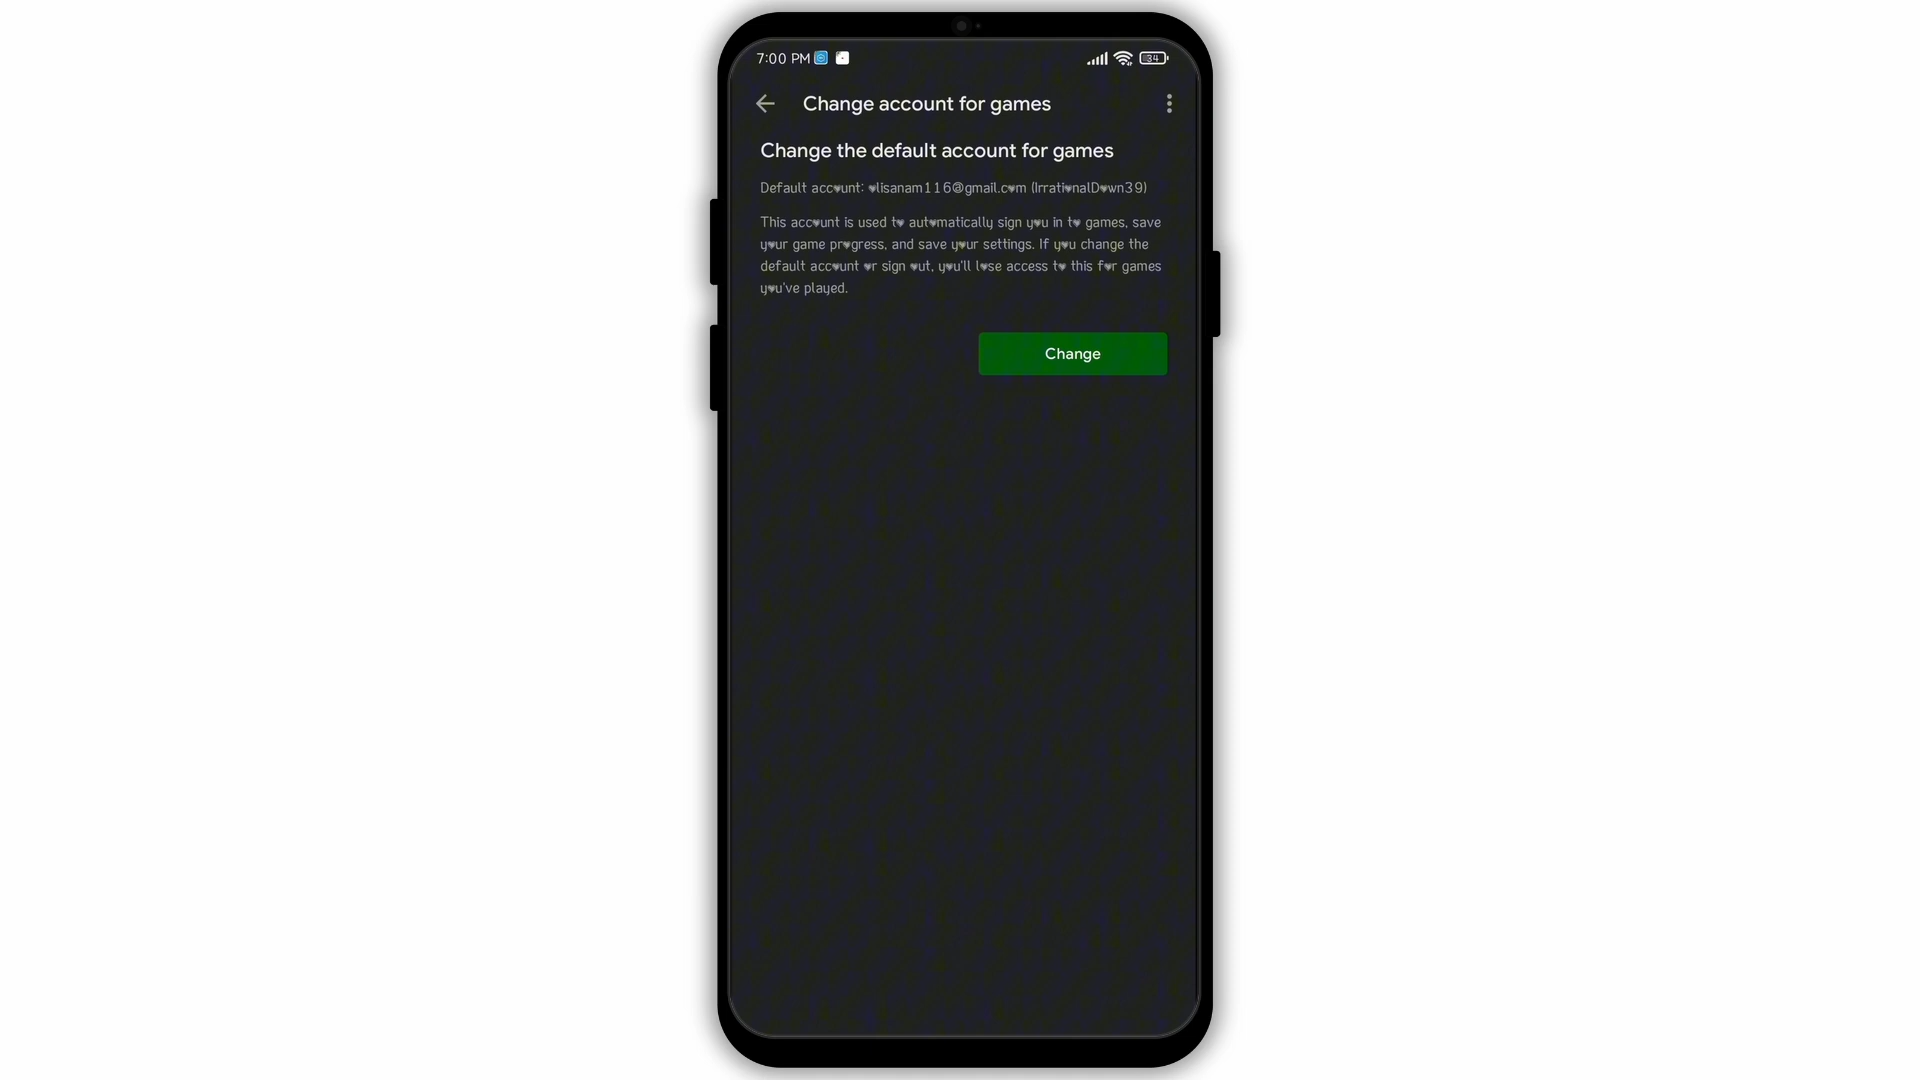 7:00 PM
34
Change account for games
Change the default account for games
Default acc♥unt: ♥lisanam116@gmail.c♥m (Irrati♥nalD♥wn39)
This acc♥unt is used t♥ aut♥matically sign y♥u in t♥ games, save
y♥ur game pr♥gress, and save y♥ur settings. If y♥u change the
default acc♥unt ♥r sign ♥ut, y♥u'll l♥se access t♥ this f♥r games
y♥u've played.
Change